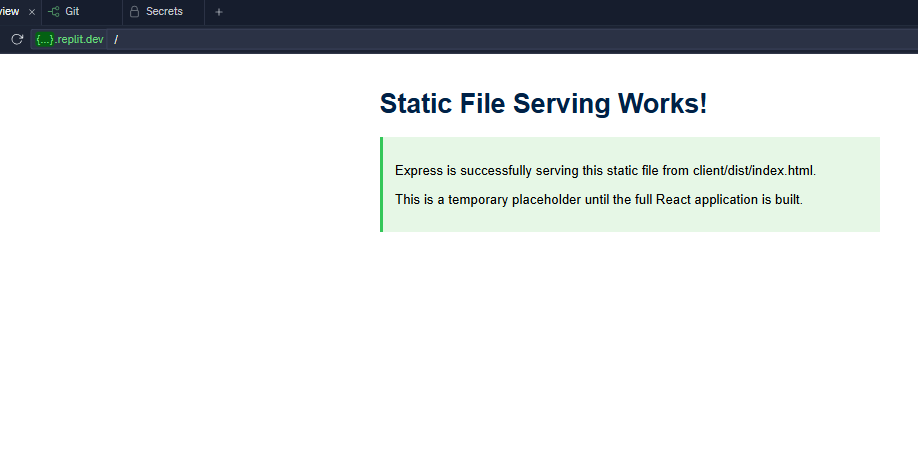 view × Git Secrets +
{...}.replit.dev /
Static File Serving Works!
Express is successfully serving this static file from client/dist/index.html.
This is a temporary placeholder until the full React application is built.